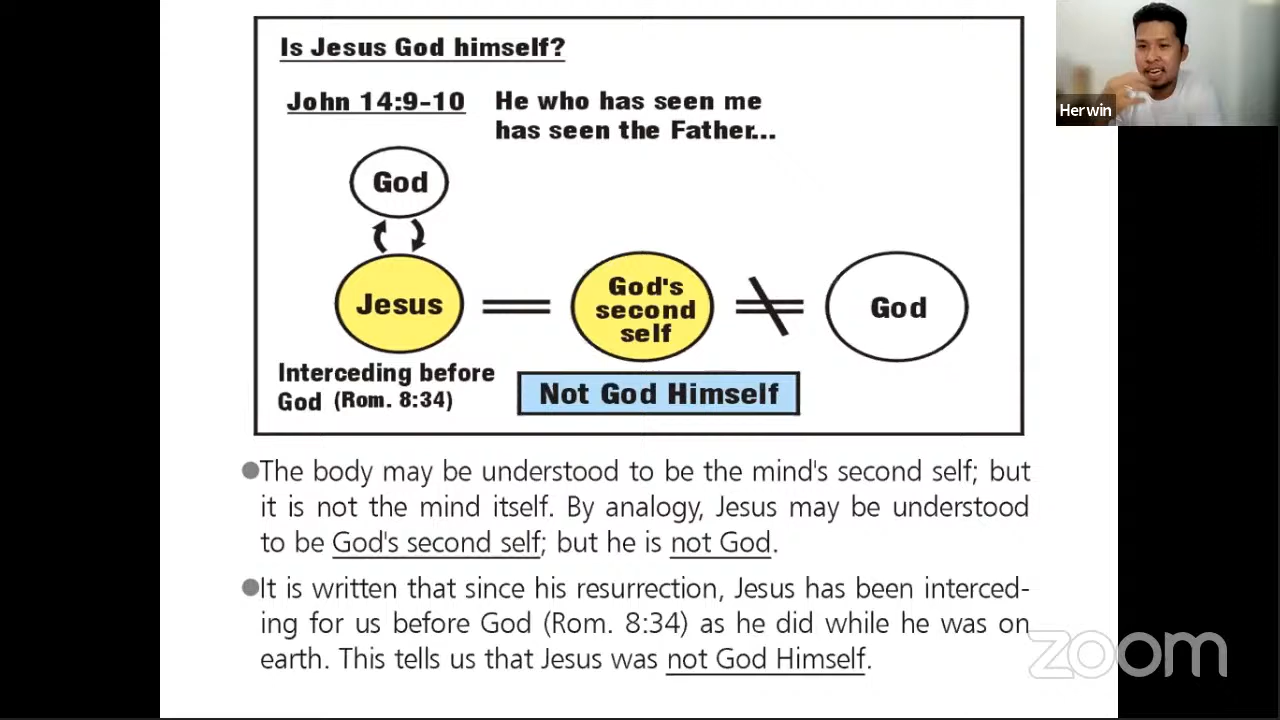 Is Jesus God himself?
John 14:9-10 He who has seen me
has seen the Father...
God
Jesus
God's
second
self
God
Interceding before
God (Rom. 8:34)
Not God Himself
●The body may be understood to be the mind's second self; but
it is not the mind itself. By analogy, Jesus may be understood
to be God's second self; but he is not God.
●It is written that since his resurrection, Jesus has been interced-
ing for us before God (Rom. 8:34) as he did while he was on
earth. This tells us that Jesus was not God Himself.
Herwin
zoom